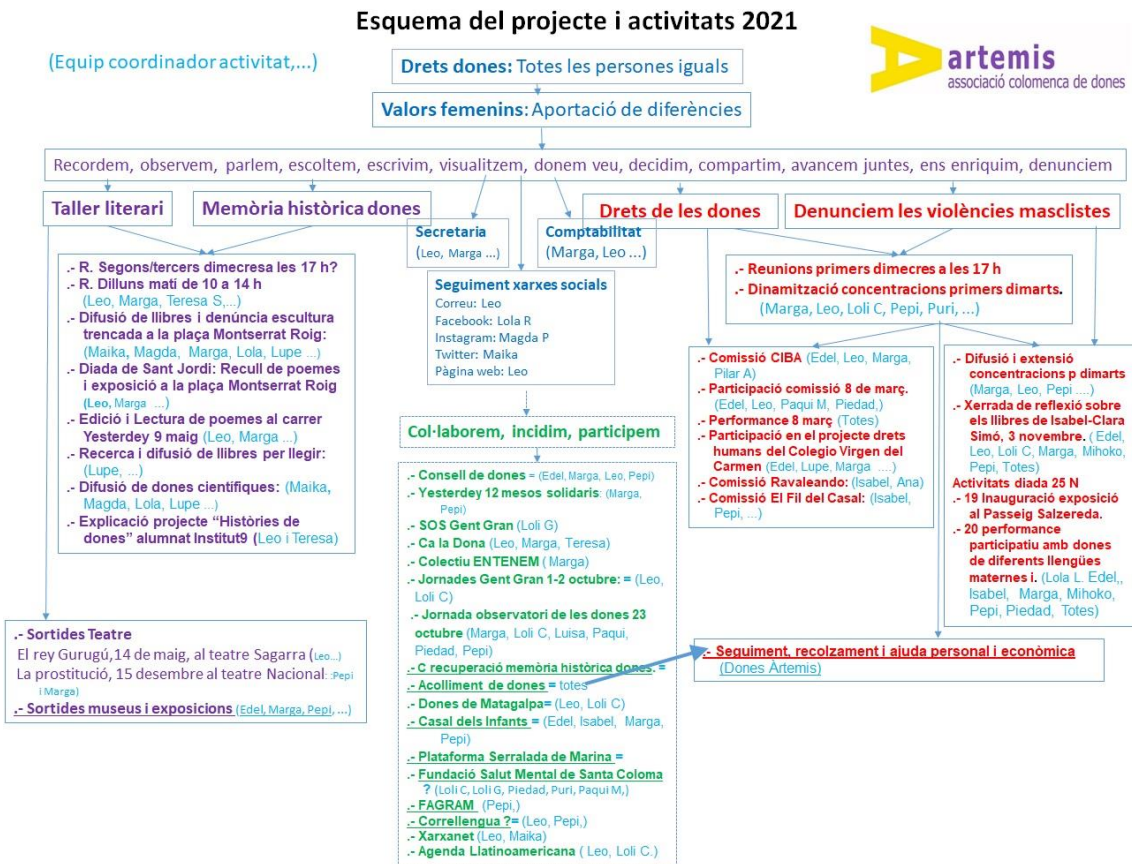 Esquema del projecte i activitats 2021
(Equip coordinador activitat,...)
artemis
associació colomenca de dones
Drets dones: Totes les persones iguals
Valors femenins: Aportació de diferències
Recordem, observem, parlem, escoltem, escrivim, visualitzem, donem veu, decidim, compartim, avancem juntes, ens enriquim, denunciem
Taller literari
Memòria històrica dones
Secretaria
(Leo, Marga ...)
Comptabilitat
(Marga, Leo ...)
Drets de les dones
Denunciem les violències masclistes
.- R. Segons/tercers dimecresa les 17 h?
.- R. Dilluns matí de 10 a 14 h
(Leo, Marga, Teresa S,...)
.- Difusió de llibres i denúncia escultura
trencada a la plaça Montserrat Roig:
(Maika, Magda, Marga, Lola, Lupe ...)
.- Diada de Sant Jordi: Recull de poemes
i exposició a la plaça Montserrat Roig
(Leo, Marga ...)
.- Edició i Lectura de poemes al carrer
Yesterdey 9 maig (Leo, Marga ...)
.- Recerca i difusió de llibres per llegir:
(Lupe, ...)
.- Difusió de dones científiques: (Maika,
Magda, Lola, Lupe ...)
.- Explicació projecte “Històries de
dones” alumnat Institut9 (Leo i Teresa)
.- Sortides Teatre
El rey Gurugú,14 de maig, al teatre Sagarra (Leo...)
La prostitució, 15 desembre al teatre Nacional: :Pepi
i Marga)
.- Sortides museus i exposicions (Edel, Marga, Pepi, ...)
Seguiment xarxes socials
Correu: Leo
Facebook: Lola R
Instagram: Magda P
Twitter: Maika
Pàgina web: Leo
Col·laborem, incidim, participem
.- Consell de dones = (Edel, Marga, Leo, Pepi)
.- Yesterdey 12 mesos solidaris: (Marga,
Pepi)
.- SOS Gent Gran (Loli G)
.- Ca la Dona (Leo, Marga, Teresa)
.- Colectiu ENTENEM (Marga)
.- Jornades Gent Gran 1-2 octubre: = (Leo,
Loli C)
.- Jornada observatori de les dones 23
octubre (Marga, Loli C, Luisa, Paqui,
Piedad, Pepi)
.- C recuperació memòria històrica dones. =
.- Acolliment de dones = totes
.- Dones de Matagalpa= (Leo, Loli C)
.- Casal dels Infants = (Edel, Isabel, Marga,
Pepi)
.- Plataforma Serralada de Marina =
.- Fundació Salut Mental de Santa Coloma
? (Loli C, Loli G, Piedad, Puri, Paqui M,)
.- FAGRAM (Pepi,)
.- Correllengua ?= (Leo, Pepi,)
.- Xarxanet (Leo, Maika)
.- Agenda Llatinoamericana ( Leo, Loli C.)
.- Reunions primers dimecres a les 17 h
.- Dinamització concentracions primers dimarts.
(Marga, Leo, Loli C, Pepi, Puri, ...)
.- Comissió CIBA (Edel, Leo, Marga,
Pilar A)
.- Participació comissió 8 de març.
(Edel, Leo, Paqui M, Piedad,)
.- Performance 8 març (Totes)
.- Participació en el projecte drets
humans del Colegio Virgen del
Carmen (Edel, Lupe, Marga ....)
.- Comissió Ravaleando: (Isabel, Ana)
.- Comissió El Fil del Casal: (Isabel,
Pepi, ...)
.- Difusió i extensió
concentracions p dimarts
(Marga, Leo, Pepi ....)
.- Xerrada de reflexió sobre
els llibres de Isabel-Clara
Simó, 3 novembre. ( Edel,
Leo, Loli C, Marga, Mihoko,
Pepi, Totes)
Activitats diada 25 N
.- 19 Inauguració exposició
al Passeig Salzereda.
.- 20 performance
participatiu amb dones
de diferents llengües
maternes i. (Lola L. Edel,,
Isabel, Marga, Mihoko,
Pepi, Piedad, Totes)
.- Seguiment, recolzament i ajuda personal i econòmica
(Dones Àrtemis)